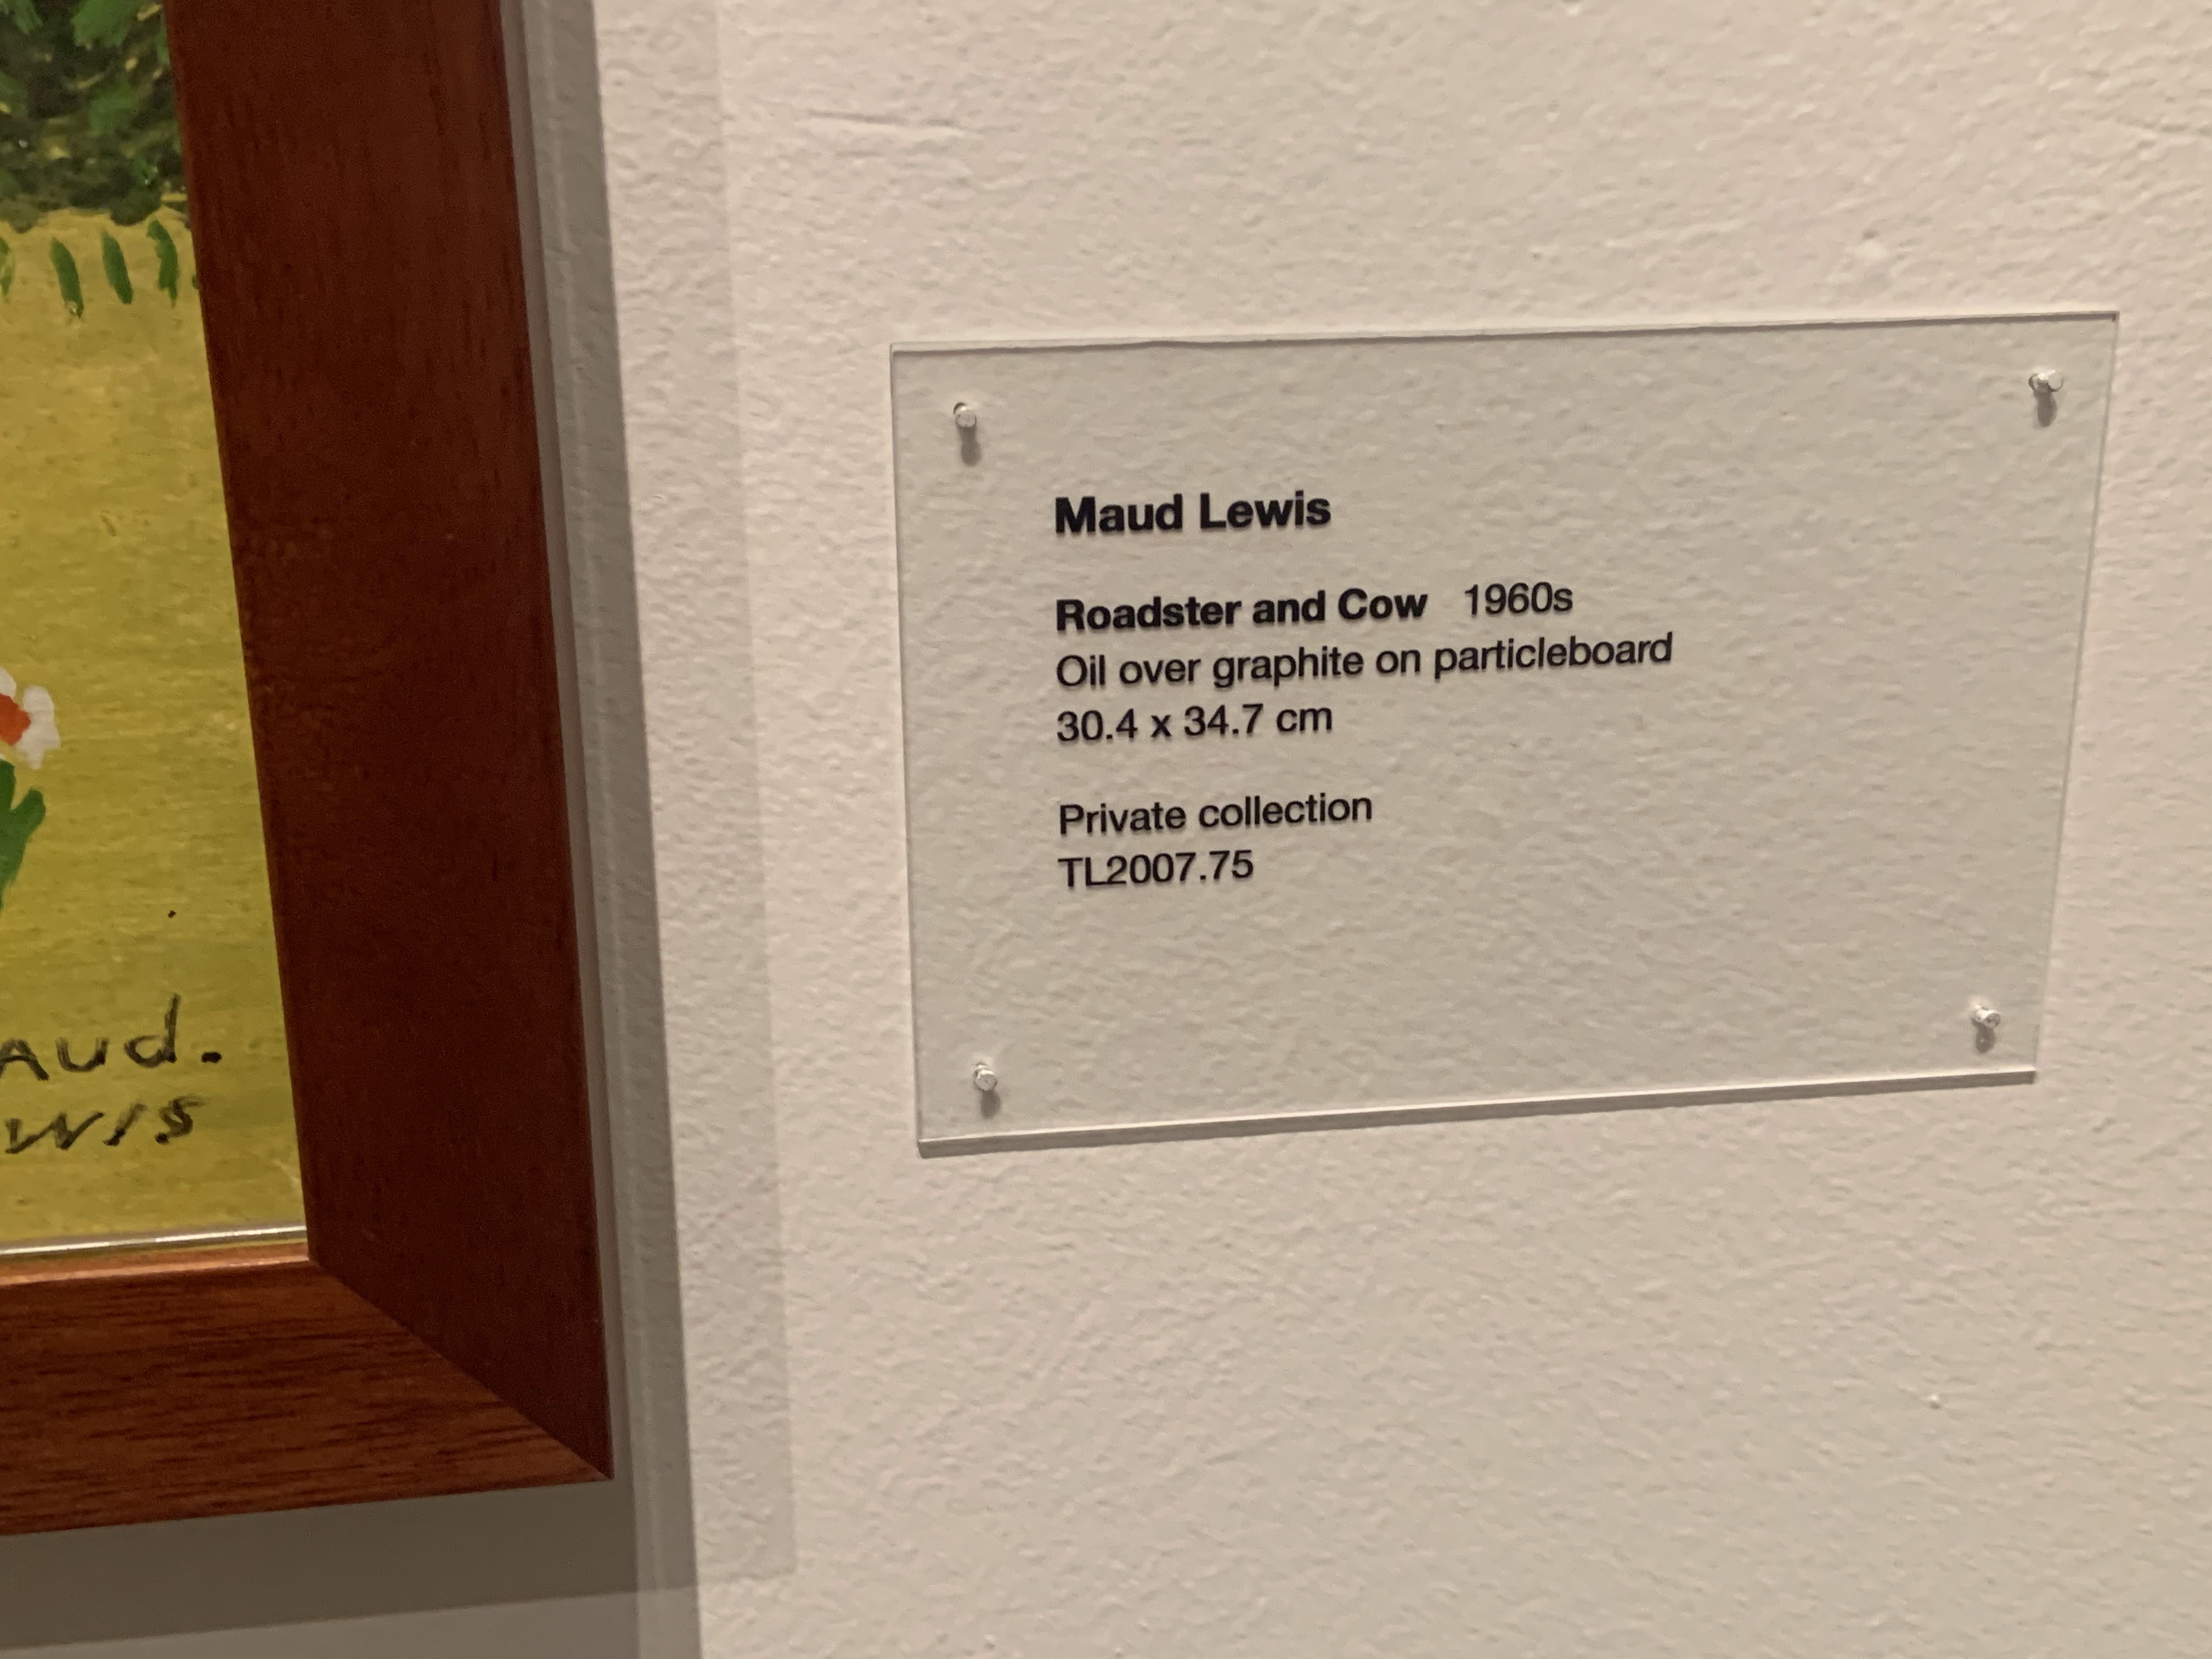 Maud Lewis
Roadster and Cow 1960s
Oil over graphite on particleboard
30.4 x 34.7 cm
Private collection
TL2007.75
aud.
wis